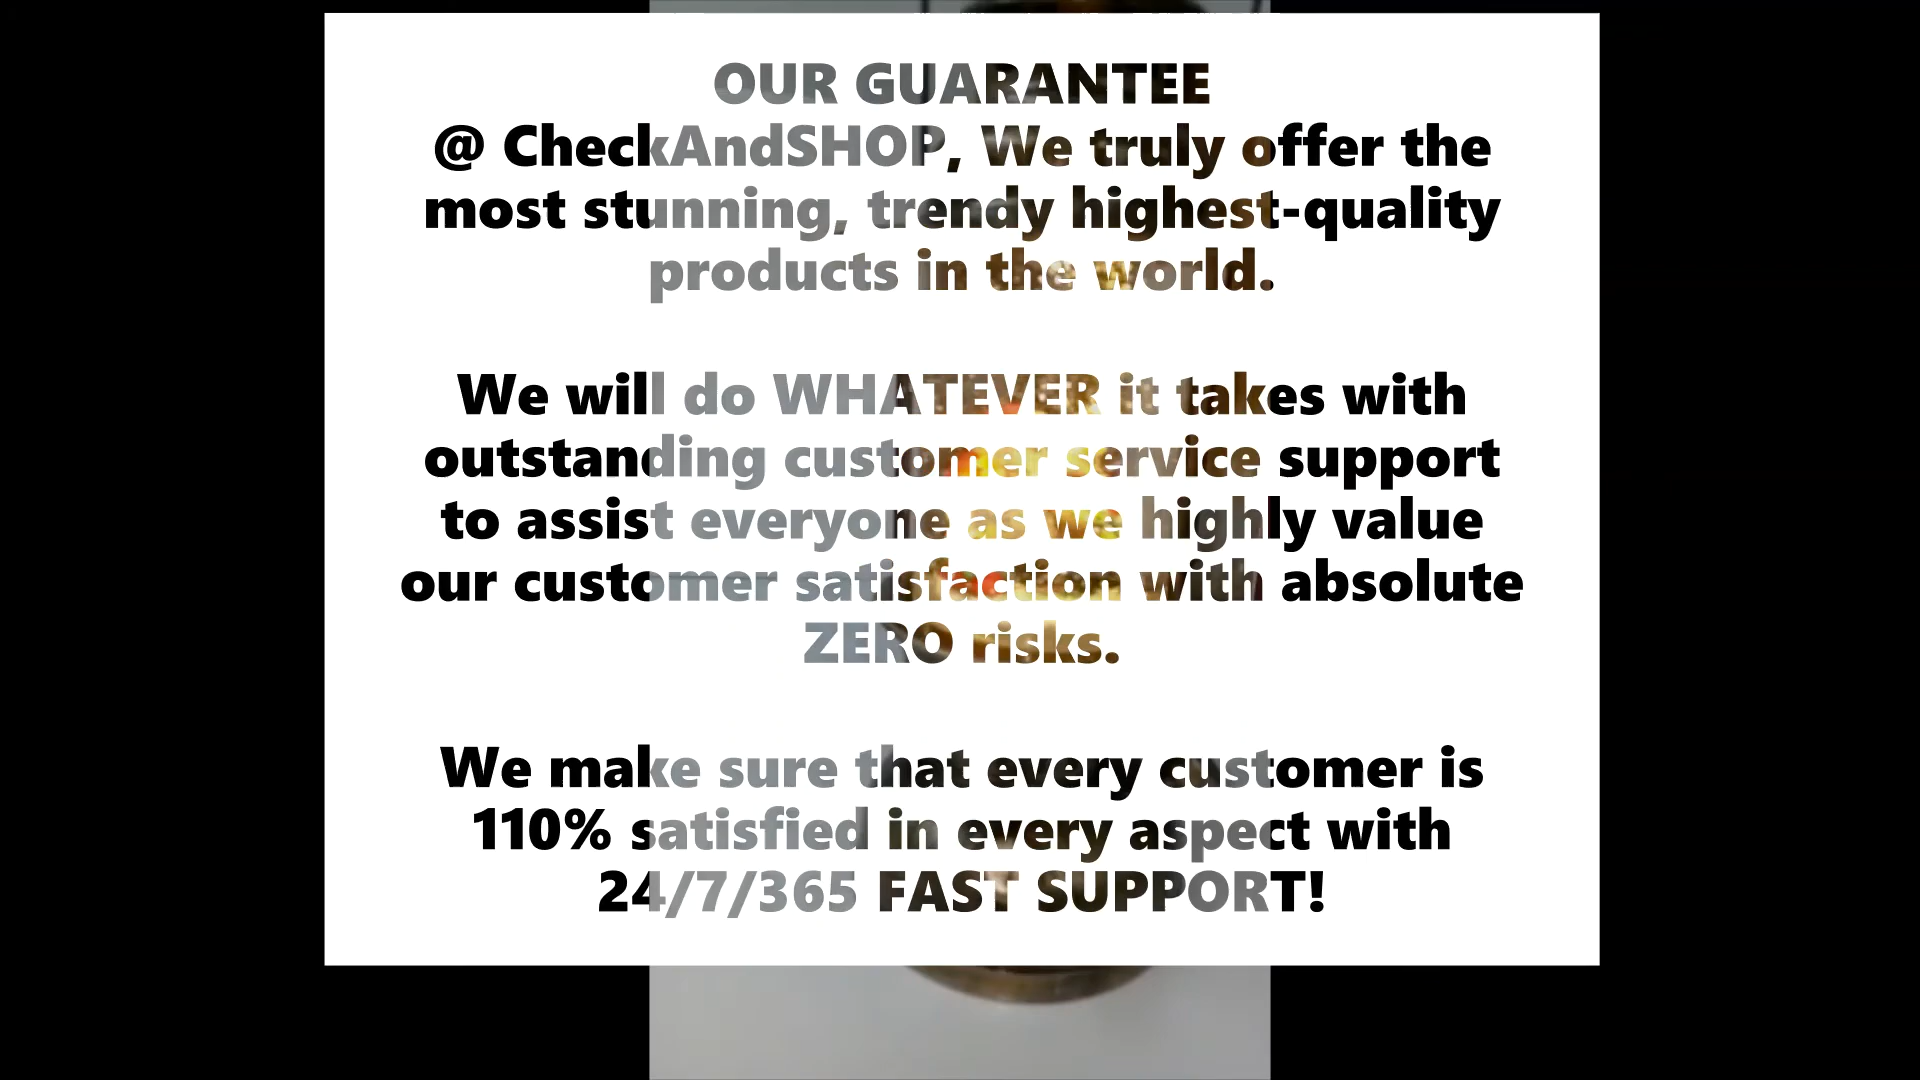 OUR GUARANTEE
@ CheckAndSHOP, We truly offer the
most stunning, trendy highest-quality
products in the world.
We will do WHATEVER it takes with
outstanding customer service support
to assist everyone as we highly value
our customer satisfaction with absolute
ZERO risks.
We make sure that every customer is
110% satisfied in every aspect with
24/7/365 FAST SUPPORT!